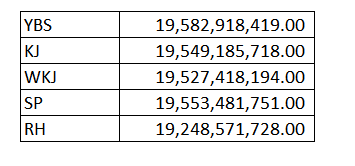 YBS 19,582,918,419.00
KJ 19,549,185,718.00
WKJ 19,527,418,194.00
SP 19,553,481,751.00
RH 19,248,571,728.00